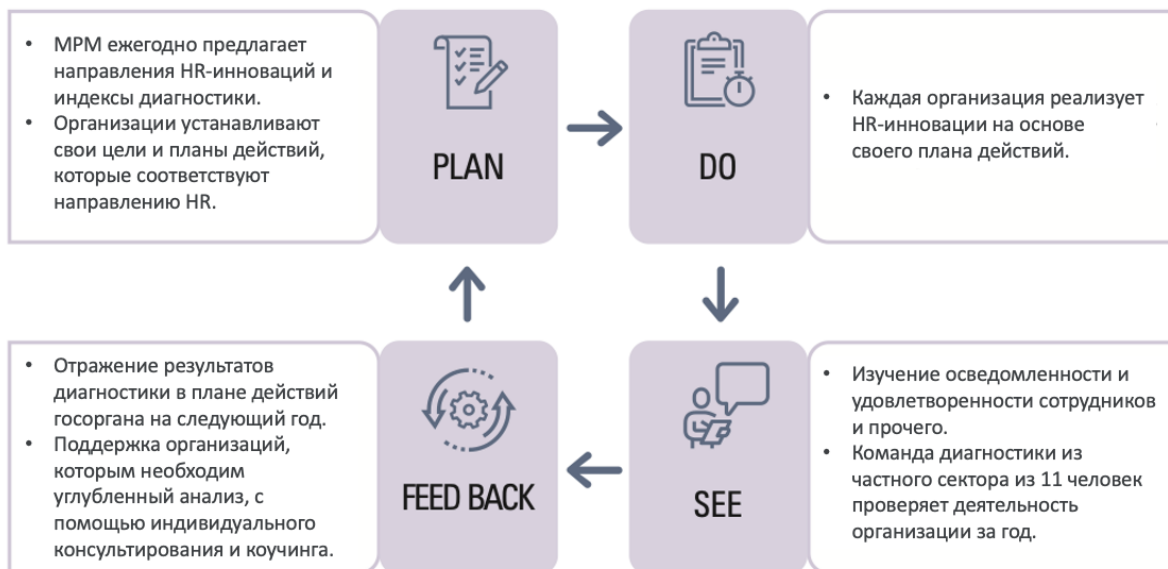 • МРМ ежегодно предлагает
направления HR-инноваций и
индексы диагностики.
• Организации устанавливают
свои цели и планы действий,
которые соответствуют
направлению HR.
PLAN
DO
• Каждая организация реализует
HR-инновации на основе
своего плана действий.
• Отражение результатов
диагностики в плане действий
госоргана на следующий год.
• Поддержка организаций,
которым необходим
углубленный анализ, с
помощью индивидуального
консультирования и коучинга.
FEED BACK
SEE
• Изучение осведомленности и
удовлетворенности сотрудников
и прочего.
• Команда диагностики из
частного сектора из 11 человек
проверяет деятельность
организации за год.